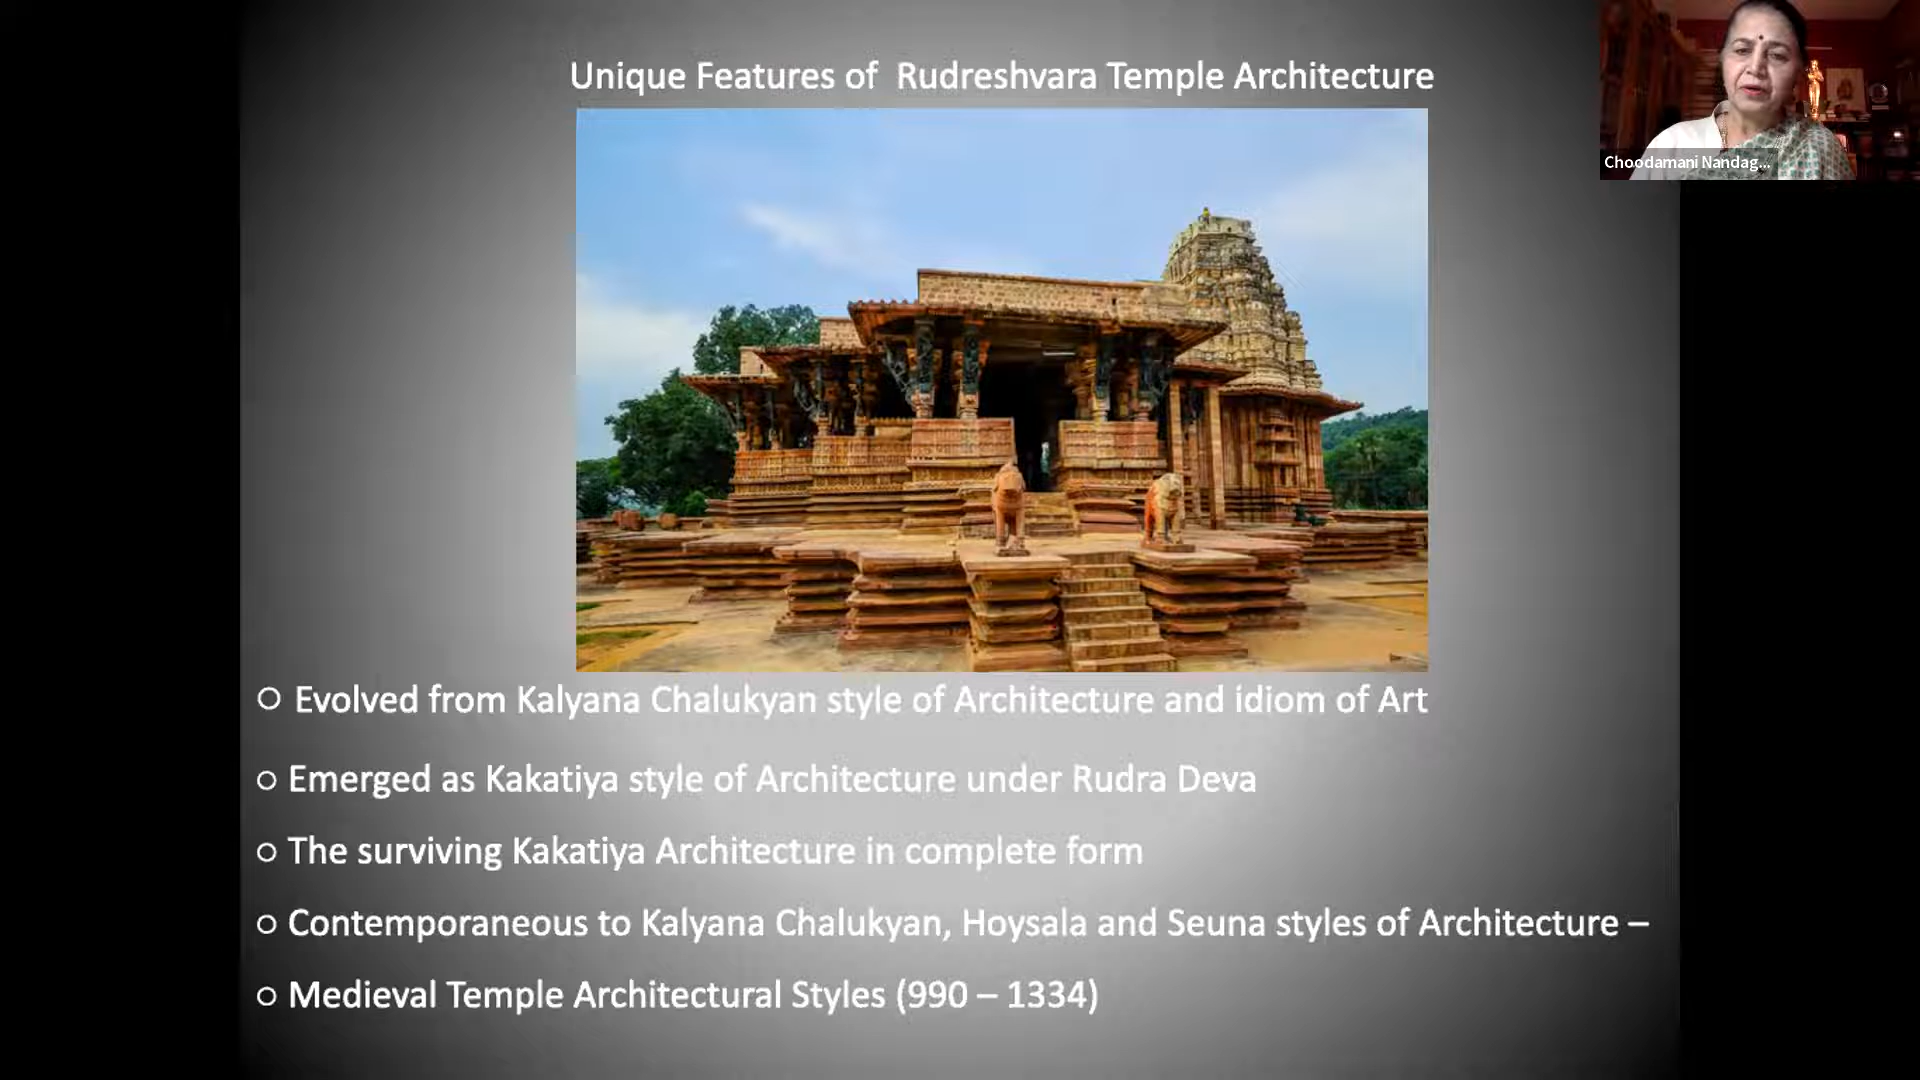 Unique Features of Rudreshvara Temple Architecture
Choodamani Nandag...
○ Evolved from Kalyana Chalukyan style of Architecture and idiom of Art
○ Emerged as Kakatiya style of Architecture under Rudra Deva
○ The surviving Kakatiya Architecture in complete form
○ Contemporaneous to Kalyana Chalukyan, Hoysala and Seuna styles of Architecture –
○ Medieval Temple Architectural Styles (990 – 1334)